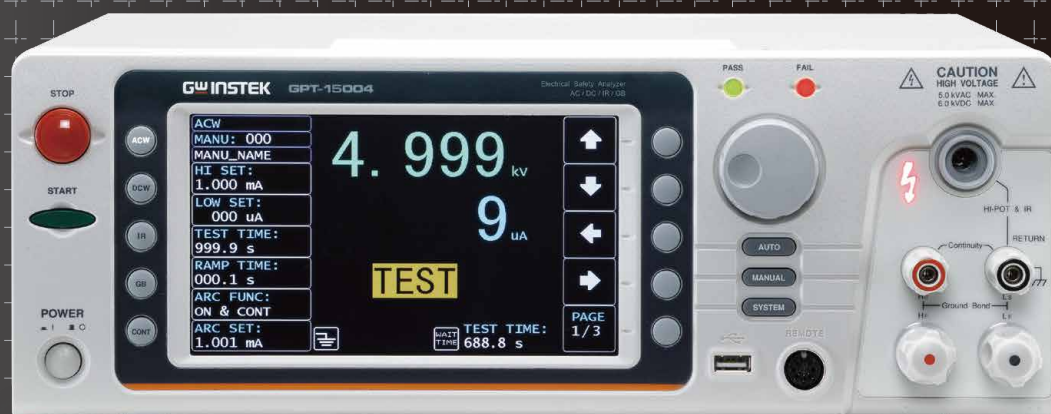 STOP
START
POWER
GW INSTEK GPT-15004
Electrical Safety Analyzer
AC / DC / IR / GB
ACW
DCW
IR
GB
CONT
ACW
MANU: 000
MANU_NAME
HI SET:
1.000 mA
LOW SET:
000 uA
TEST TIME:
999.9 s
RAMP TIME:
000.1 s
ARC FUNC:
ON & CONT
ARC SET:
1.001 mA
4.999 kv
9 uA
TEST
WAIT
TIME
TEST TIME:
688.8 s
PAGE
1/3
PASS
FAIL
AUTO
MANUAL
SYSTEM
REMOTE
CAUTION
HIGH VOLTAGE
5.0 kVAC MAX.
6.0 kVDC MAX.
HI-POT & IR
RETURN
Continuity
Ground Bond